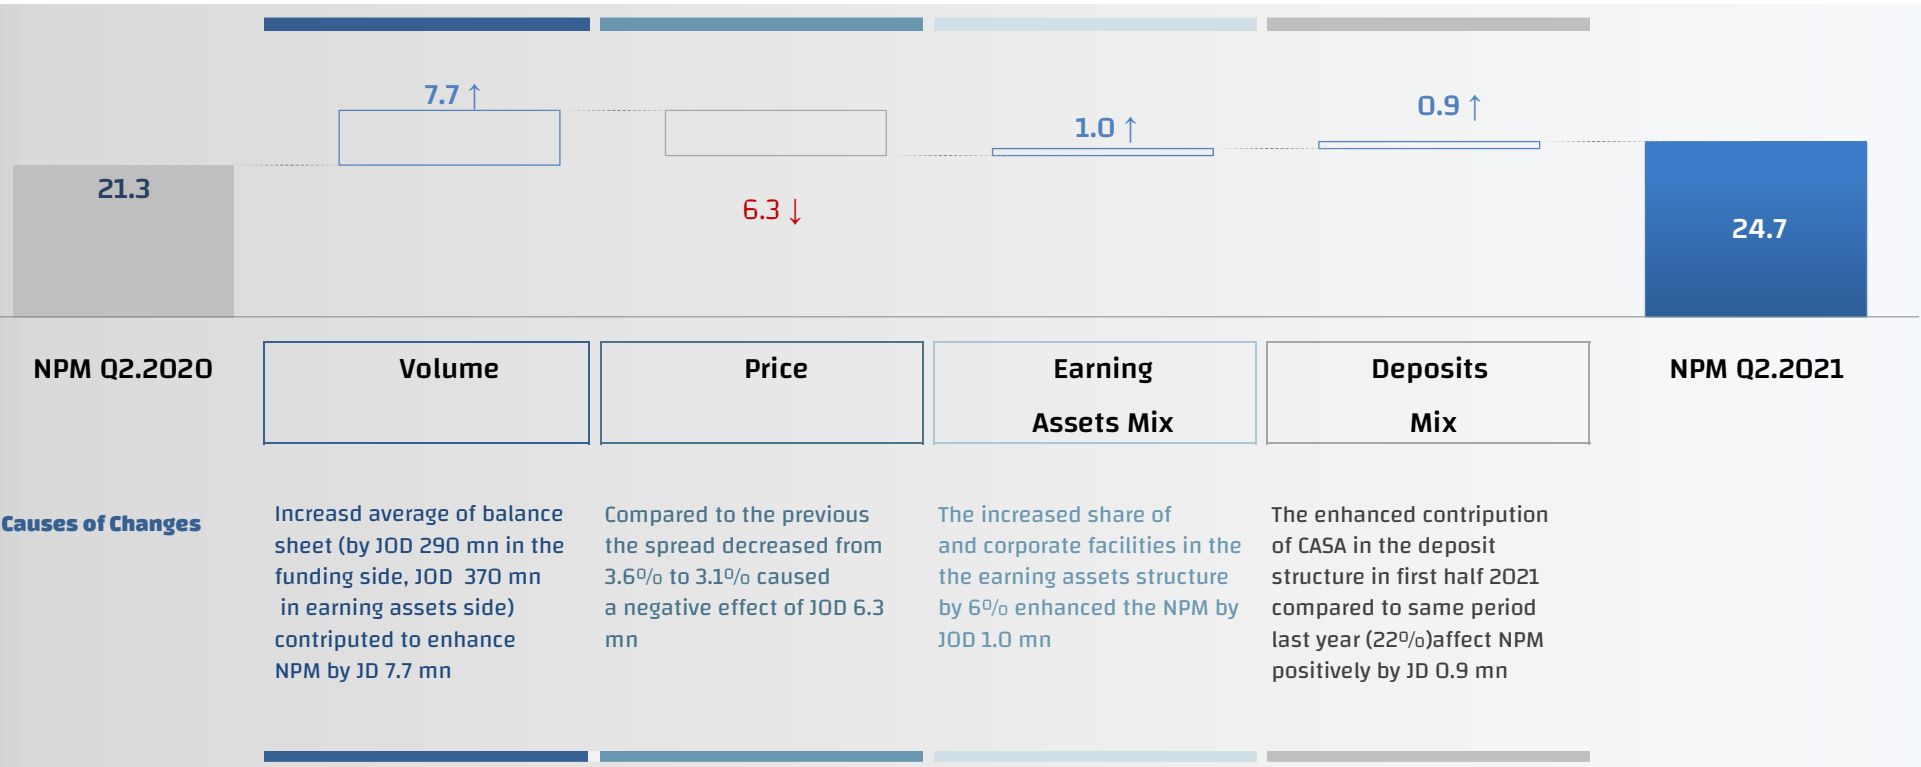 7.7 ↑
0.9 ↑
1.0 ↑
21.3
6.3 ↓
24.7
NPM Q2.2020
Volume
Price
Earning
Assets Mix
Deposits
Mix
NPM Q2.2021
Causes of Changes
Increasd average of balance
sheet (by JOD 290 mn in the
funding side, JOD 370 mn
in earning assets side)
contriputed to enhance
NPM by JD 7.7 mn
Compared to the previous
the spread decreased from
3.6% to 3.1% caused
a negative effect of JOD 6.3
mn
The increased share of
and corporate facilities in the
the earning assets structure
by 6% enhanced the NPM by
JOD 1.0 mn
The enhanced contripution
of CASA in the deposit
structure in first half 2021
compared to same period
last year (22%)affect NPM
positively by JD 0.9 mn